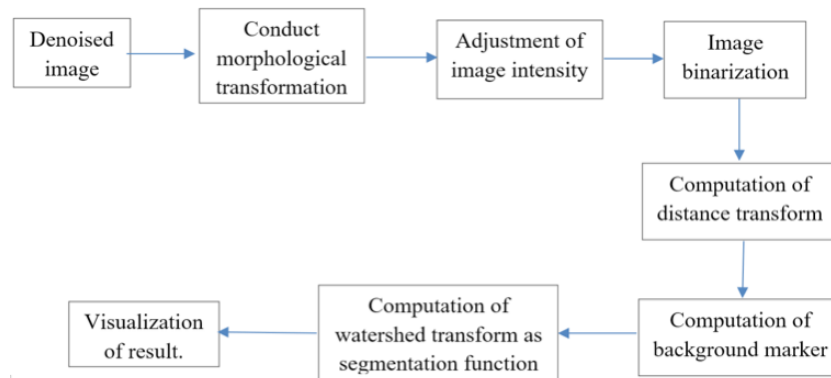 Denoised
image
Conduct
morphological
transformation
Adjustment of
image intensity
Image
binarization
Computation of
distance transform
Computation of
background marker
Computation of
watershed transform as
segmentation function
Visualization
of result.